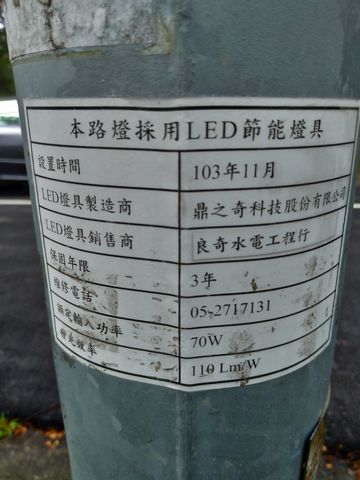 本路燈採用LED節能燈具
設置時間 103年11月
LED燈具製造商 鼎之奇科技股份有限公司
LED燈具銷售商 良奇水電工程行
保固年限 3年
維修電話 05-2717131
額定輸入功率 70W
發光效率 110 Lm/W